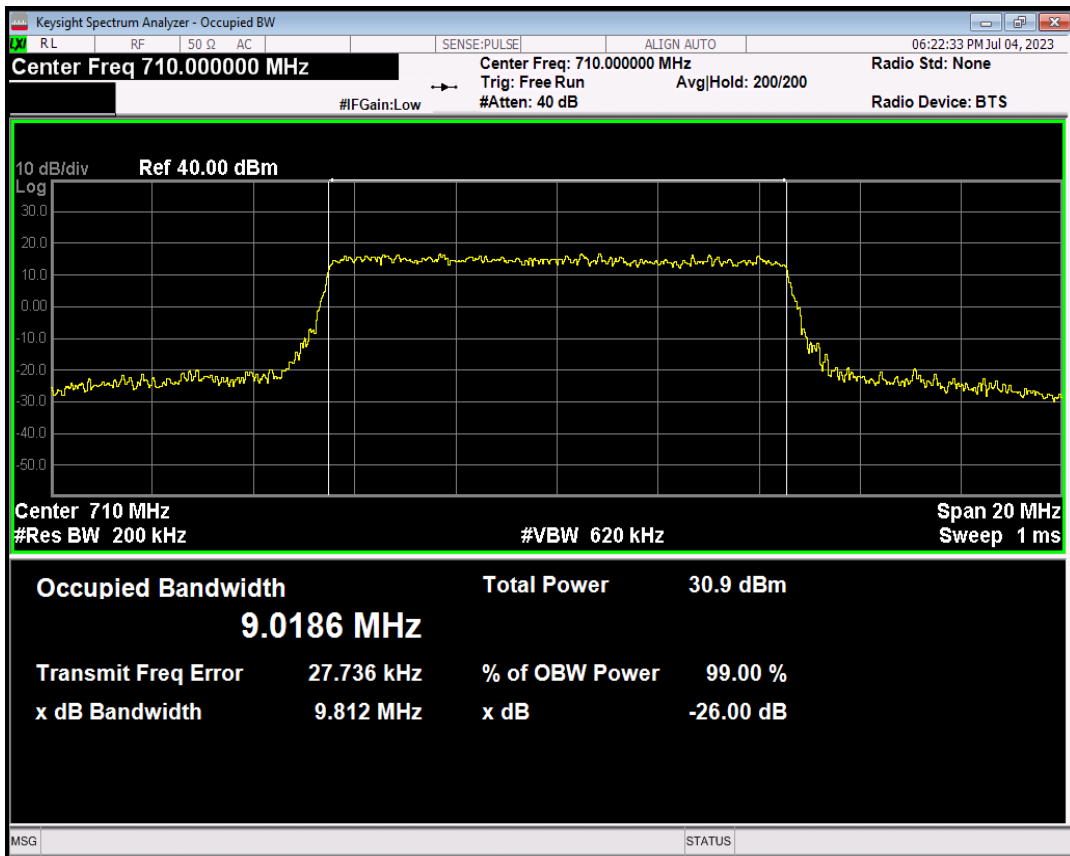 Keysight Spectrum Analyzer - Occupied BW
LXI RL RF 50 Ω AC SENSE:PULSE ALIGN AUTO 06:22:33 PM Jul 04, 2023
Center Freq 710.000000 MHz Center Freq: 710.000000 MHz Radio Std: None
Trig: Free Run Avg|Hold: 200/200
#IFGain:Low #Atten: 40 dB Radio Device: BTS
10 dB/div Ref 40.00 dBm
Log
30.0
20.0
10.0
0.00
-10.0
-20.0
-30.0
-40.0
-50.0
Center 710 MHz Span 20 MHz
#Res BW 200 kHz #VBW 620 kHz Sweep 1 ms
Occupied Bandwidth Total Power 30.9 dBm
9.0186 MHz
Transmit Freq Error 27.736 kHz % of OBW Power 99.00 %
x dB Bandwidth 9.812 MHz x dB -26.00 dB
MSG STATUS